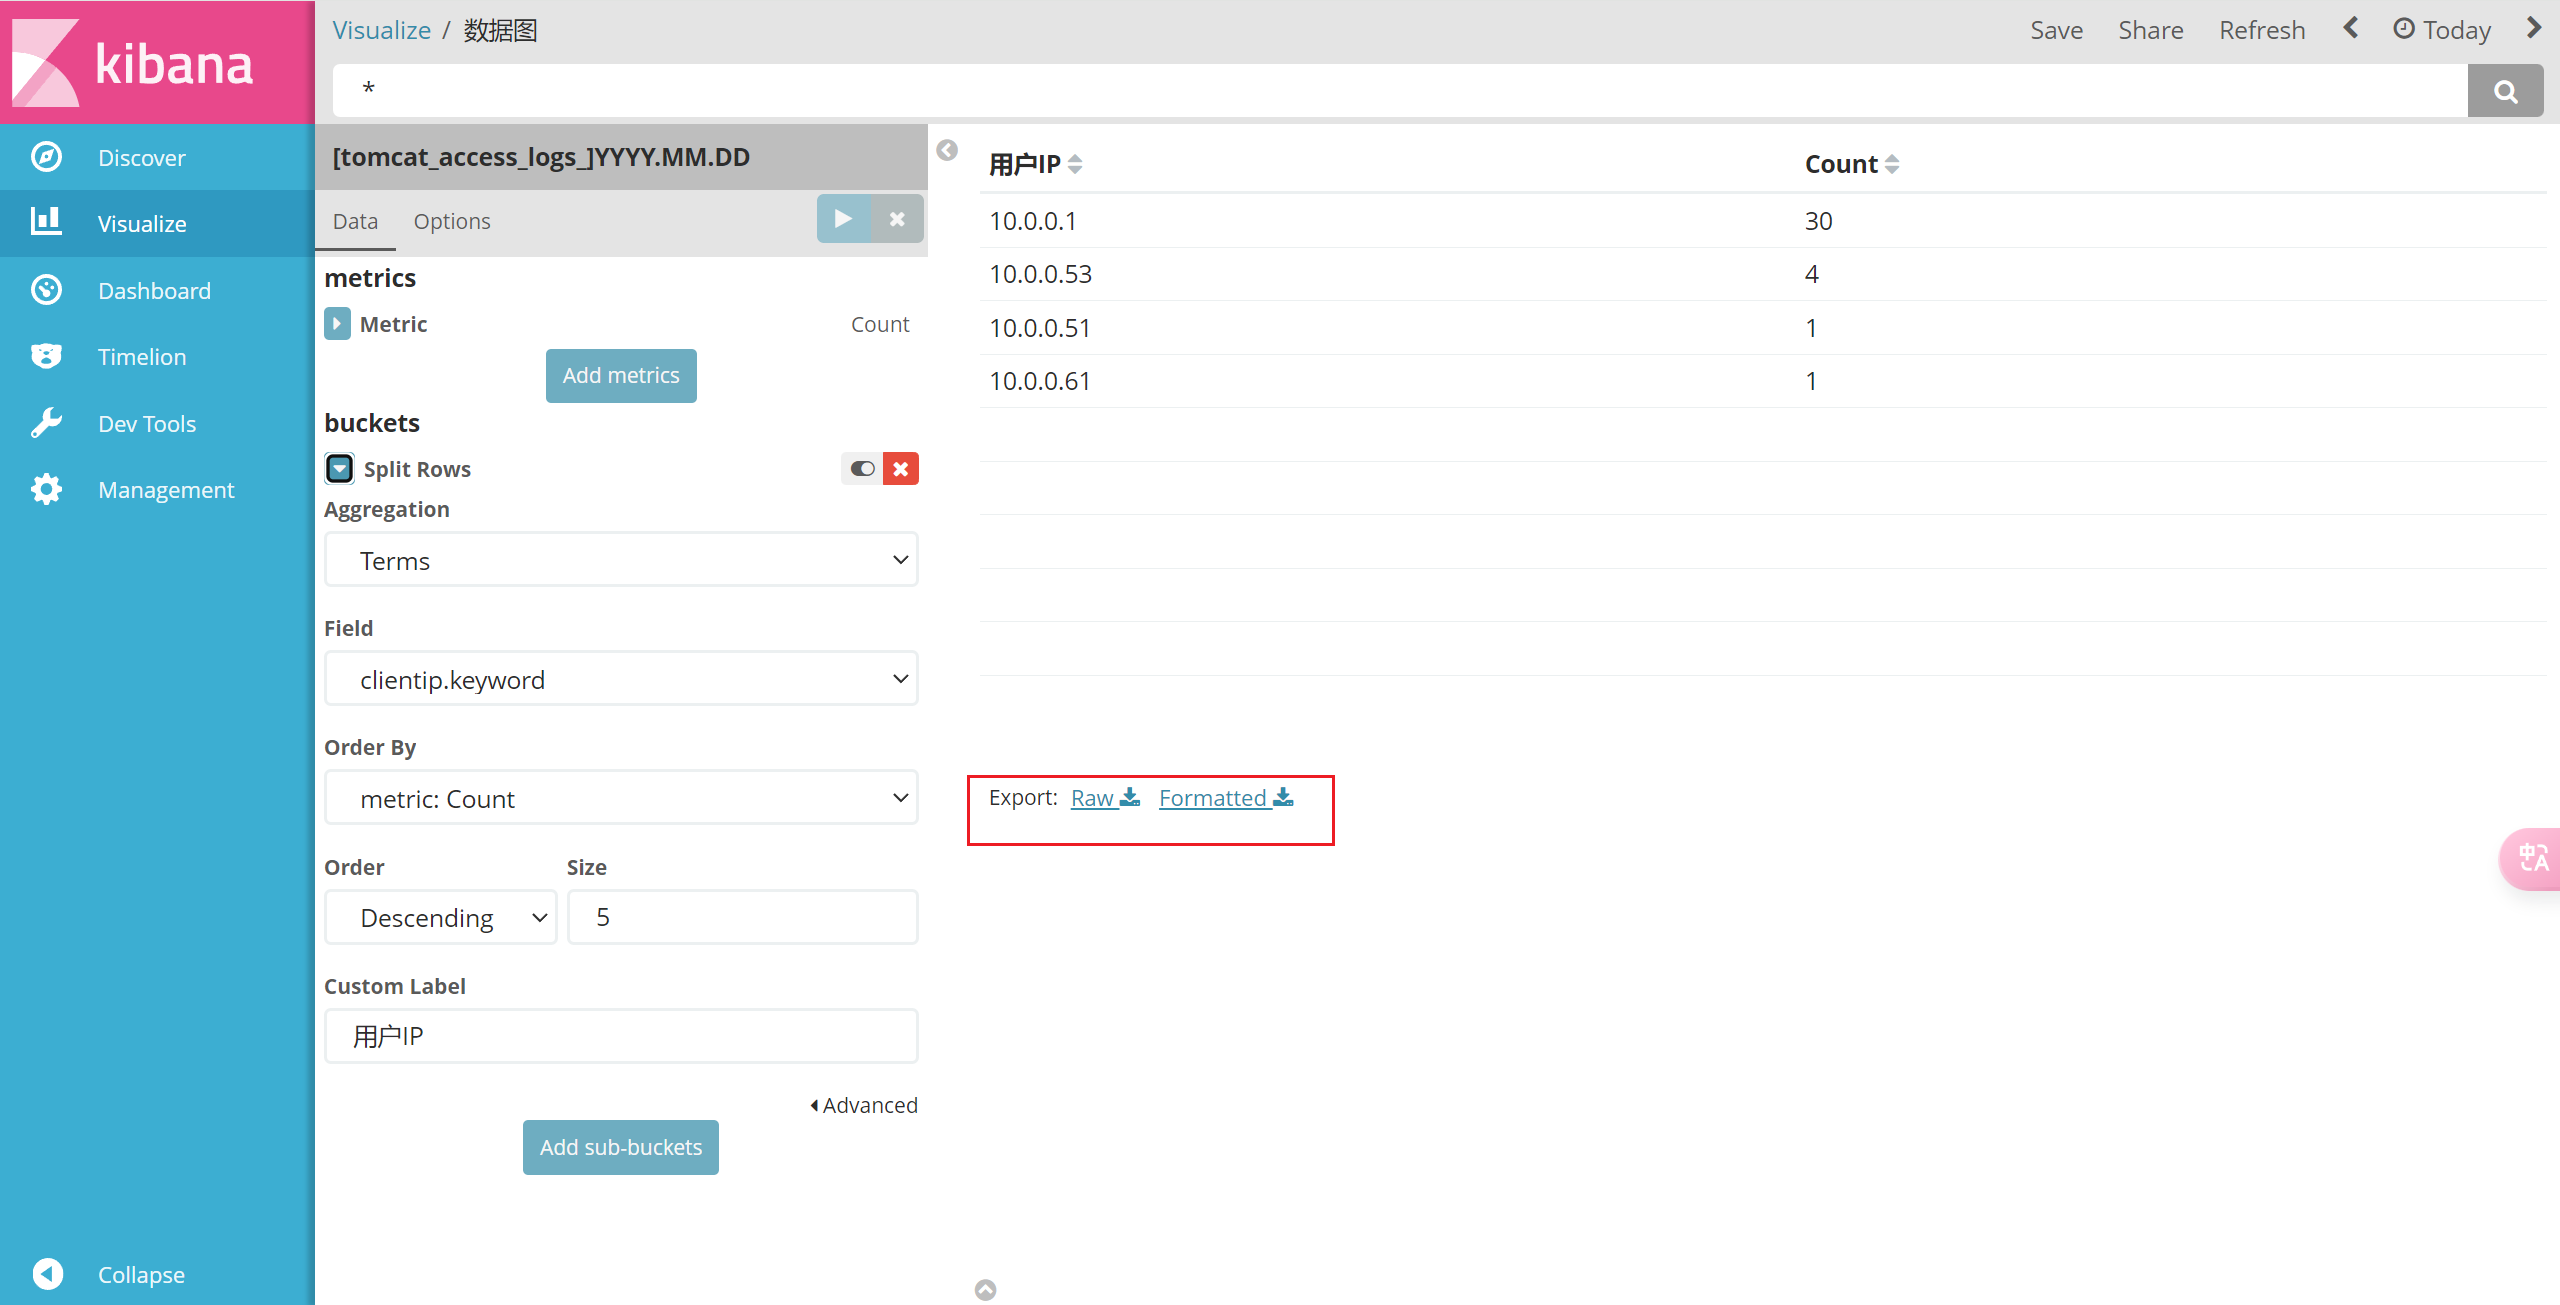 kibana
Discover
Visualize
Dashboard
Timelion
Dev Tools
Management
Collapse
Visualize / 数据图
Save Share Refresh Today
*
[tomcat_access_logs_]YYYY.MM.DD
Data Options
metrics
Metric Count
Add metrics
buckets
Split Rows
Aggregation
Terms
Field
clientip.keyword
Order By
metric: Count
Order Size
Descending 5
Custom Label
用户IP
Advanced
Add sub-buckets
用户IP Count
10.0.0.1 30
10.0.0.53 4
10.0.0.51 1
10.0.0.61 1
Export: Raw Formatted
中A